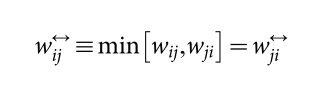 w_{ij}^{↔} ≡ min[w_{ij}, w_{ji}] = w_{ji}^{↔}